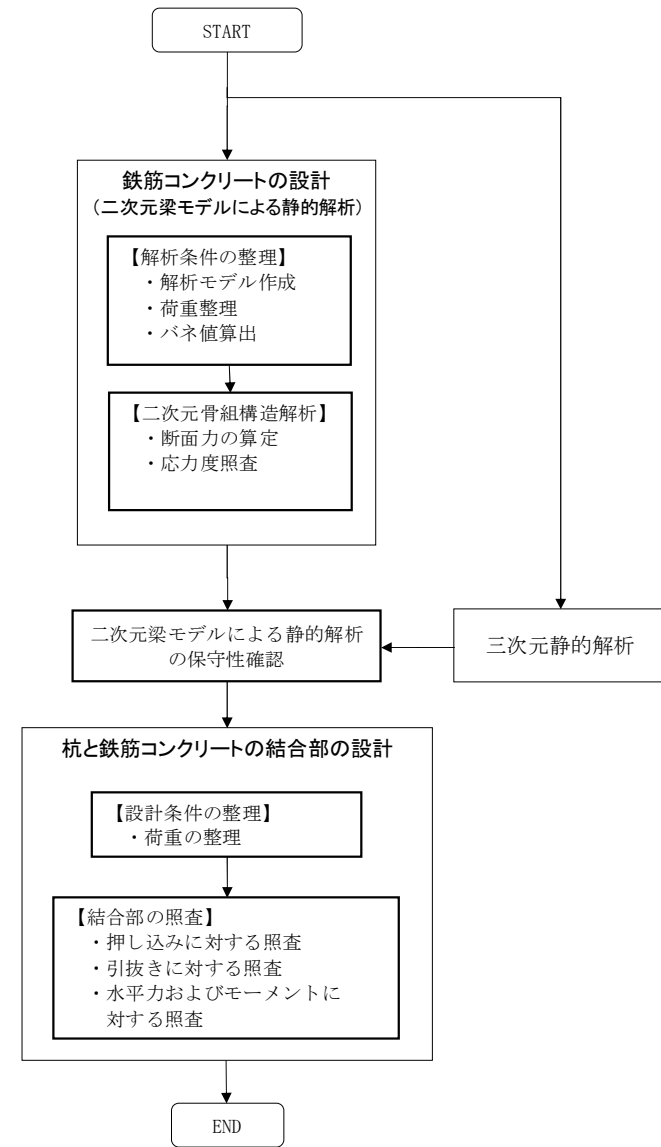 START
鉄筋コンクリートの設計
(二次元梁モデルによる静的解析)
【解析条件の整理】
・解析モデル作成
・荷重整理
・バネ値算出
【二次元骨組構造解析】
・断面力の算定
・応力度照査
二次元梁モデルによる静的解析
の保守性確認
三次元静的解析
杭と鉄筋コンクリートの結合部の設計
【設計条件の整理】
・荷重の整理
【結合部の照査】
・押し込みに対する照査
・引抜きに対する照査
・水平力およびモーメントに
対する照査
END